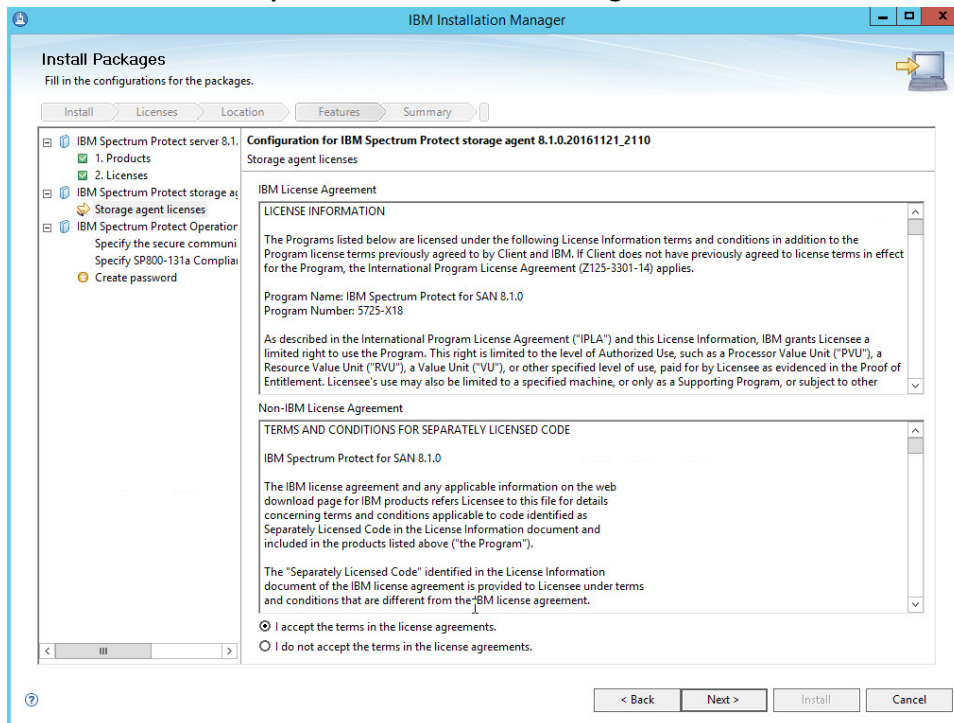 IBM Installation Manager
Install Packages
Fill in the configurations for the packages.
Install
Licenses
Location
Features
Summary
IBM Spectrum Protect server 8.1.
1. Products
2. Licenses
IBM Spectrum Protect storage ag
Storage agent licenses
IBM Spectrum Protect Operation
Specify the secure communi
Specify SP800-131a Complian
Create password
Configuration for IBM Spectrum Protect storage agent 8.1.0.20161121_2110
Storage agent licenses
IBM License Agreement
LICENSE INFORMATION
The Programs listed below are licensed under the following License Information terms and conditions in addition to the
Program license terms previously agreed to by Client and IBM. If Client does not have previously agreed to license terms in effect
for the Program, the International Program License Agreement (Z125-3301-14) applies.
Program Name: IBM Spectrum Protect for SAN 8.1.0
Program Number: 5725-X18
As described in the International Program License Agreement ("IPLA") and this License Information, IBM grants Licensee a
limited right to use the Program. This right is limited to the level of Authorized Use, such as a Processor Value Unit ("PVU"), a
Resource Value Unit ("RVU"), a Value Unit ("VU"), or other specified level of use, paid for by Licensee as evidenced in the Proof of
Entitlement. Licensee's use may also be limited to a specified machine, or only as a Supporting Program, or subject to other
Non-IBM License Agreement
TERMS AND CONDITIONS FOR SEPARATELY LICENSED CODE
IBM Spectrum Protect for SAN 8.1.0
The IBM license agreement and any applicable information on the web
download page for IBM products refers Licensee to this file for details
concerning terms and conditions applicable to code identified as
Separately Licensed Code in the License Information document and
included in the products listed above ("the Program").
The "Separately Licensed Code" identified in the License Information
document of the IBM license agreement is provided to Licensee under terms
and conditions that are different from the IBM license agreement.
I accept the terms in the license agreements.
I do not accept the terms in the license agreements.
< Back
Next >
Install
Cancel